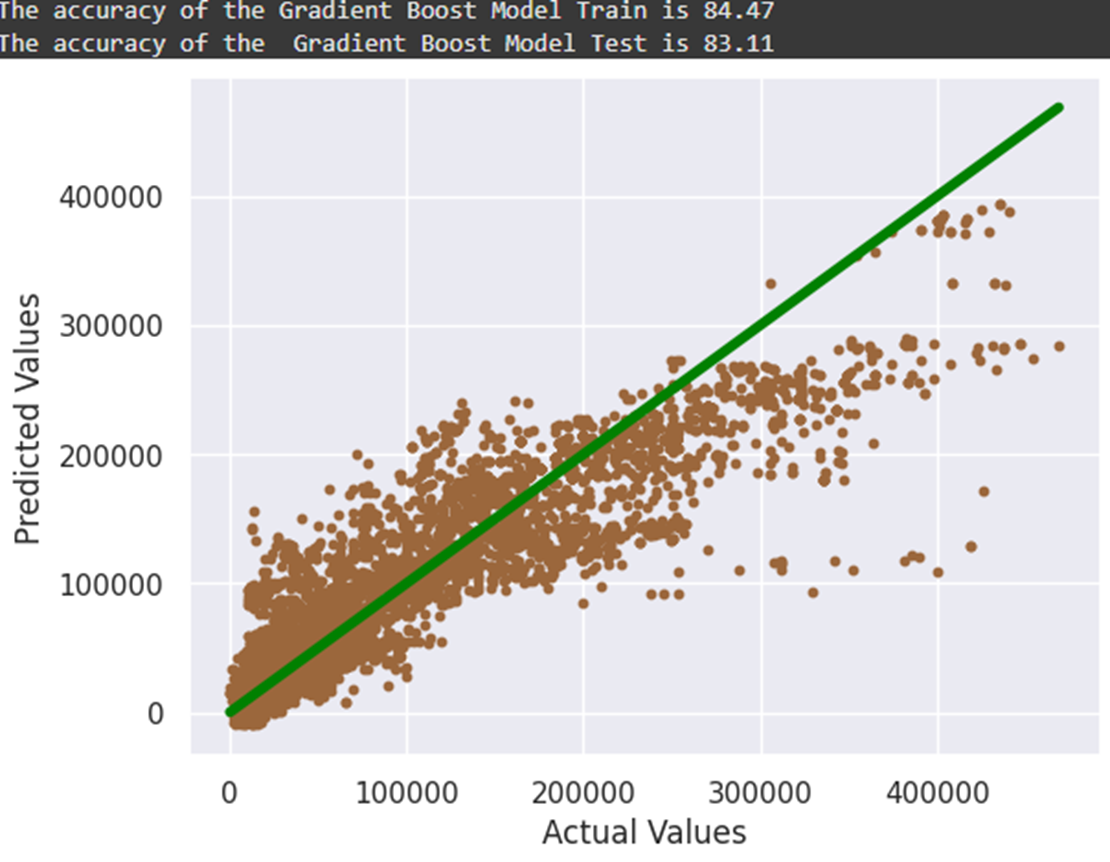 The accuracy of the Gradient Boost Model Train is 84.47
The accuracy of the  Gradient Boost Model Test is 83.11
400000
300000
200000
100000
0
Predicted Values
0 100000 200000 300000 400000
Actual Values